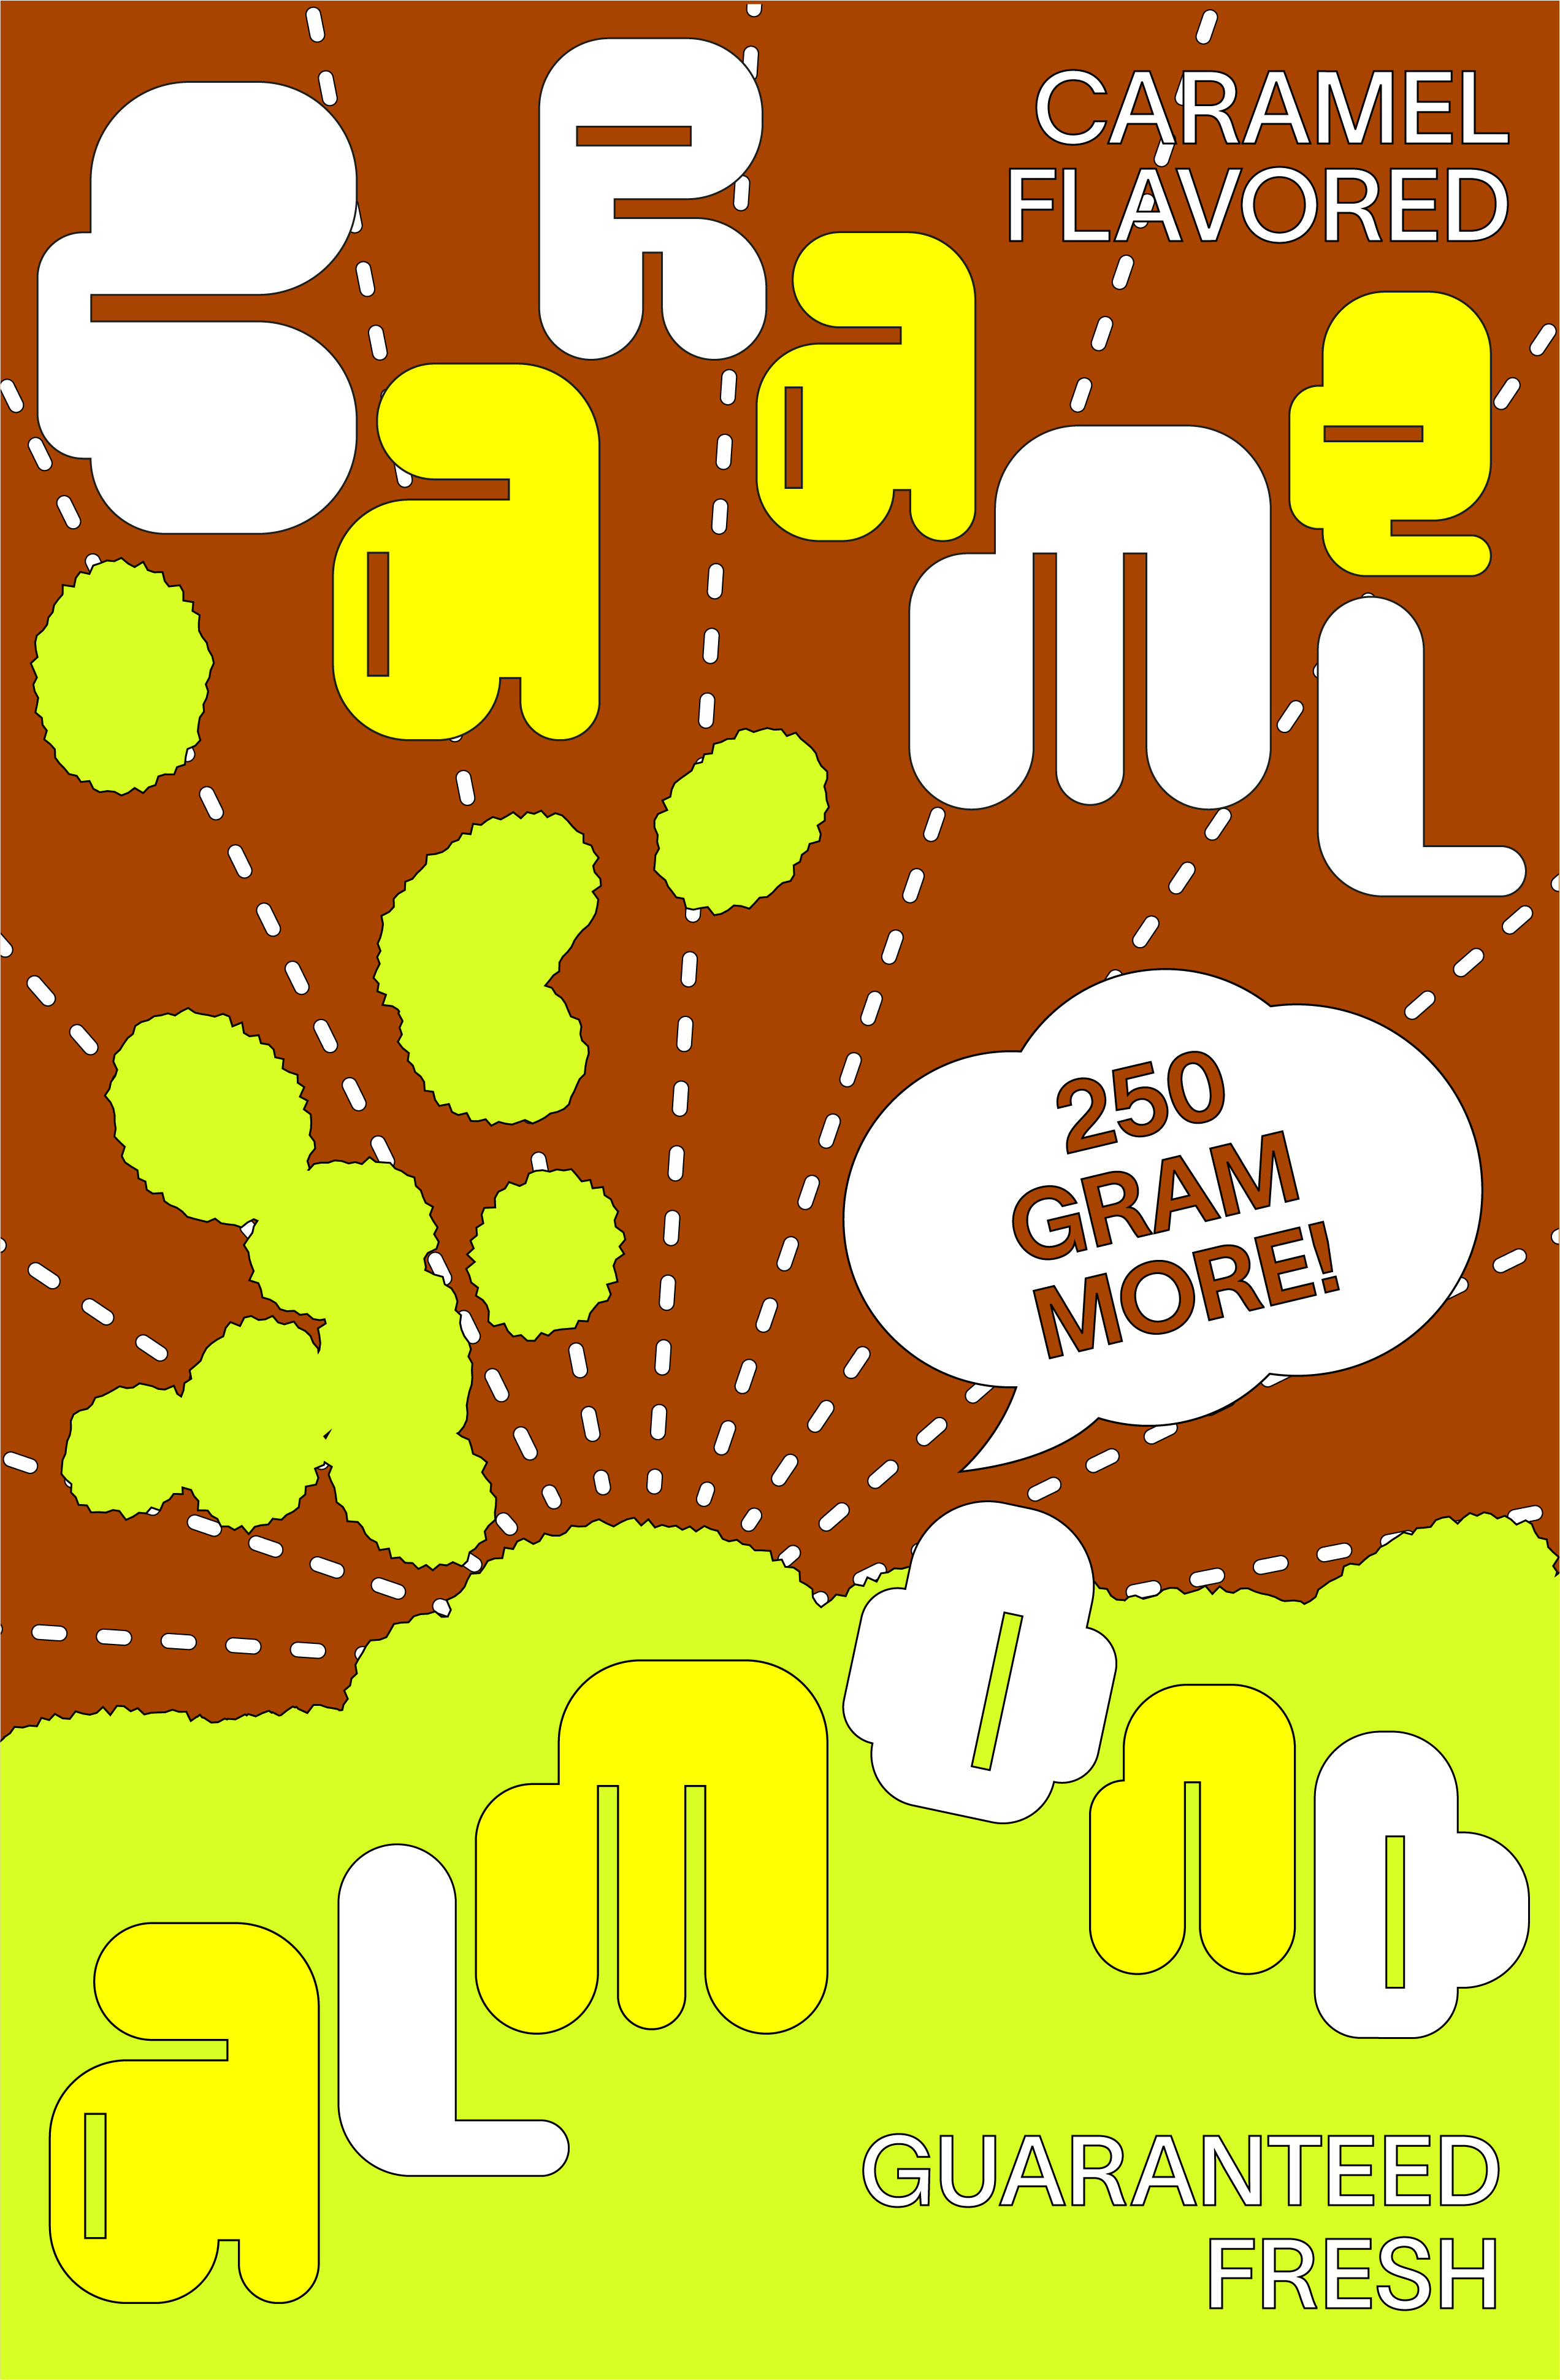 CARAMEL
FLAVORED
CaRameL
250
GRAM
MORE!
aLmOnD
GUARANTEED
FRESH